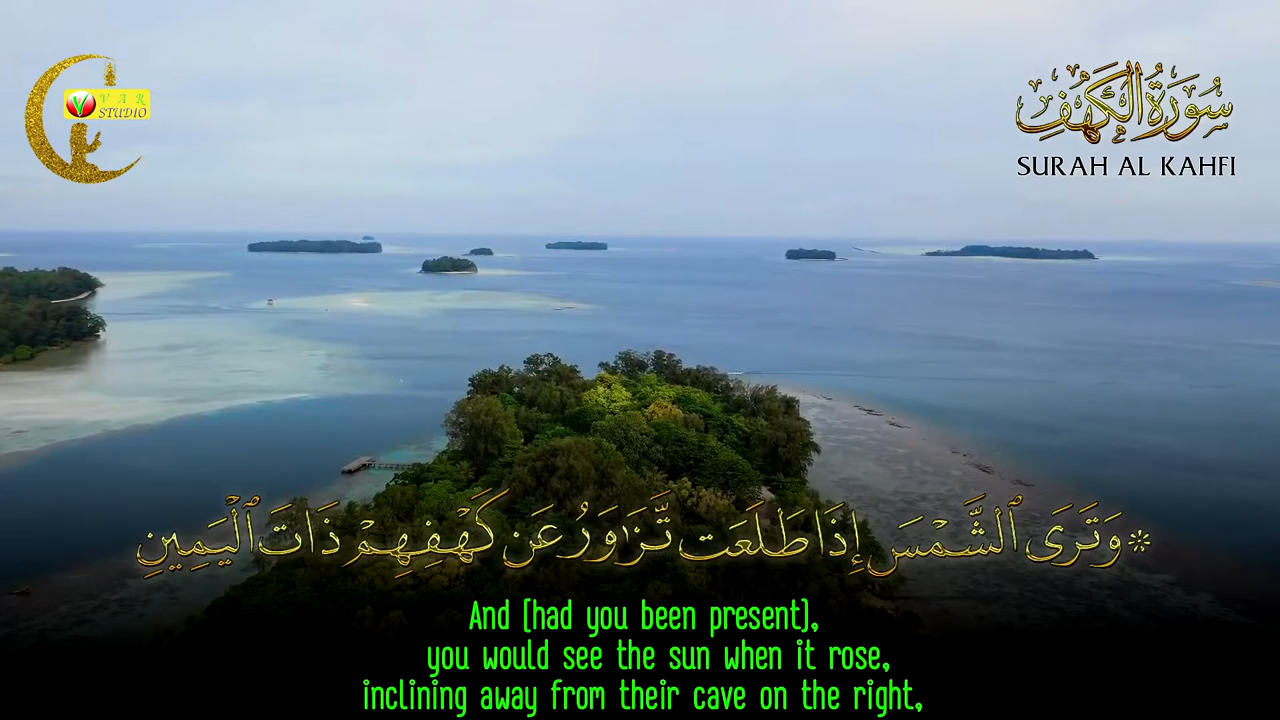 VAR
STUDIO
سُورَةُ الْكَهْفِ
SURAH AL KAHFI
۞ وَتَرَى ٱلشَّمْسَ إِذَا طَلَعَت تَّزَٰوَرُ عَن كَهْفِهِمْ ذَاتَ ٱلْيَمِينِ
And (had you been present),
you would see the sun when it rose,
inclining away from their cave on the right,